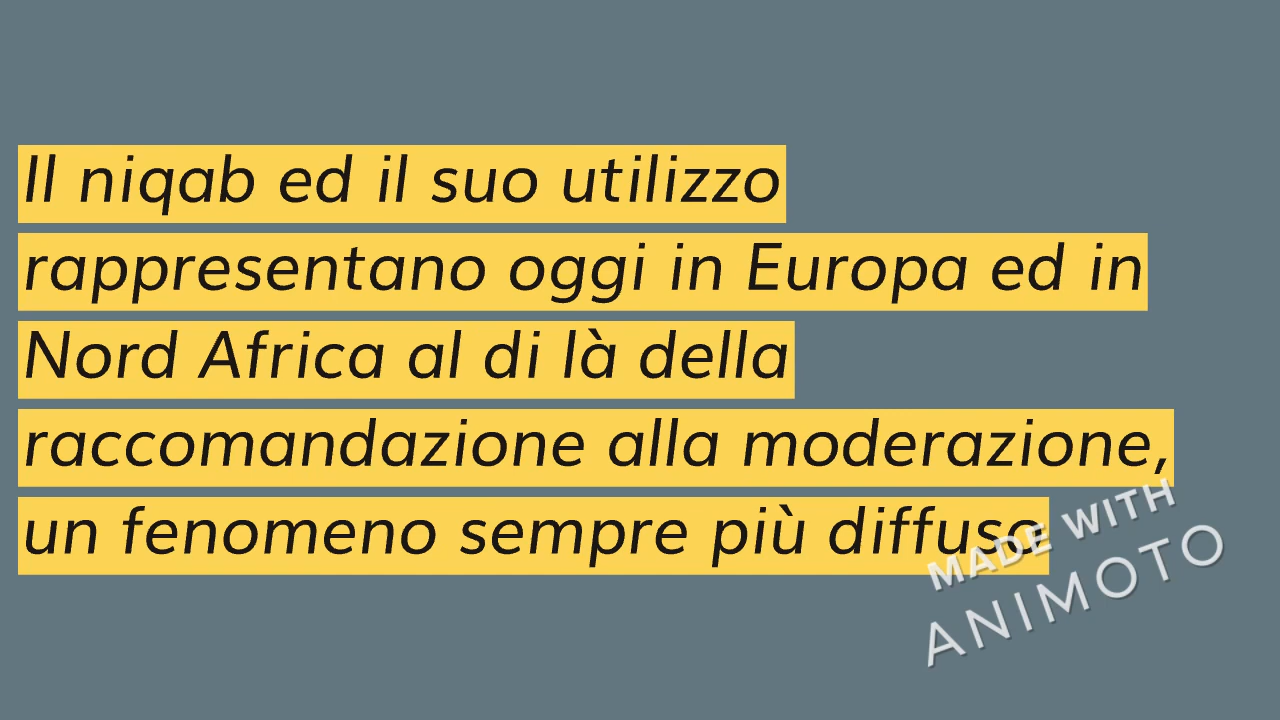 Il niqab ed il suo utilizzo
rappresentano oggi in Europa ed in
Nord Africa al di là della
raccomandazione alla moderazione,
un fenomeno sempre più diffuso
MADE WITH
ANIMOTO